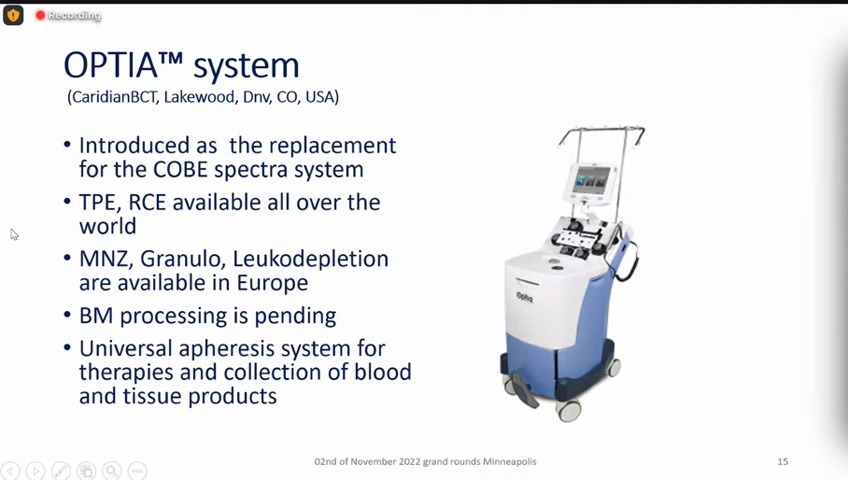 Recording
OPTIA™ system
(CaridianBCT, Lakewood, Dnv, CO, USA)
• Introduced as the replacement
for the COBE spectra system
• TPE, RCE available all over the
world
• MNZ, Granulo, Leukodepletion
are available in Europe
• BM processing is pending
• Universal apheresis system for
therapies and collection of blood
and tissue products
Optia
02nd of November 2022 grand rounds Minneapolis
15